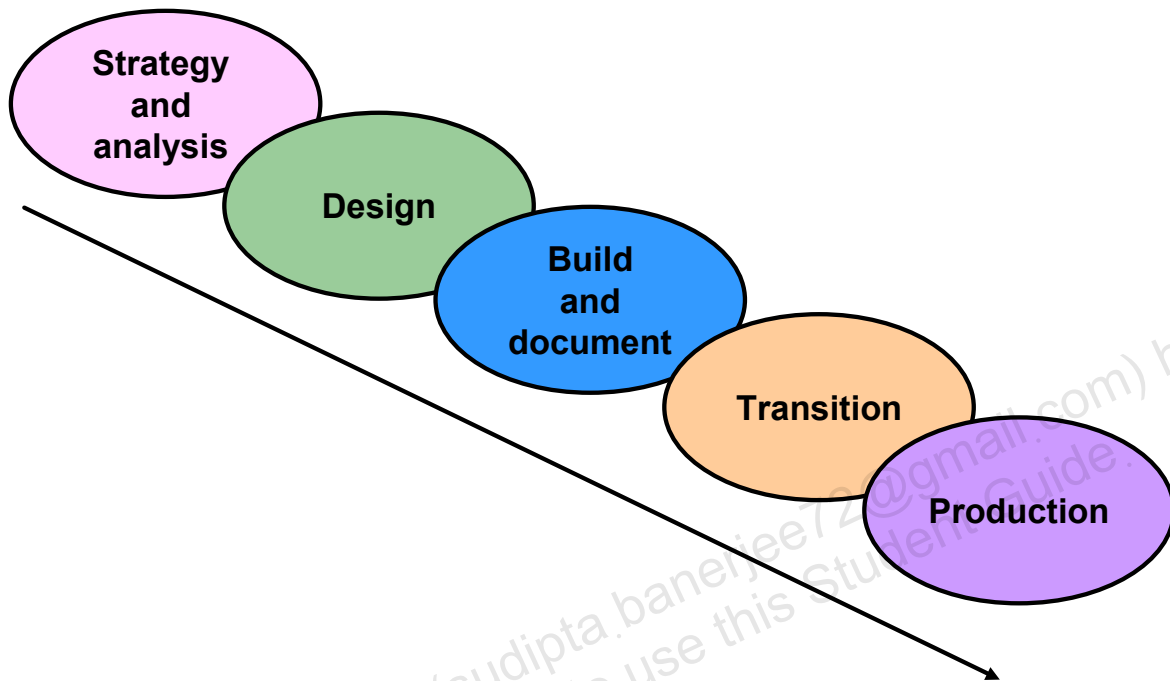 Strategy
and
analysis
Design
Build
and
document
Transition
Production
(sudipta.banerjee72@gmail.com) h
use this Student Guide.